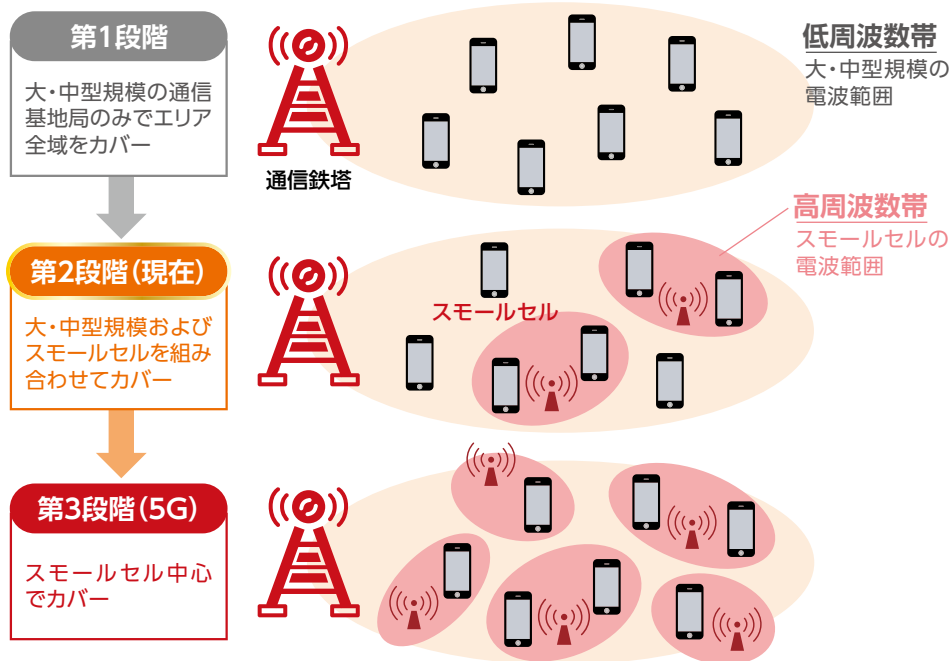 第1段階
大・中型規模の通信
基地局のみでエリア
全域をカバー
通信鉄塔
低周波数帯
大・中型規模の
電波範囲
高周波数帯
スモールセルの
電波範囲
第2段階(現在)
大・中型規模および
スモールセルを組み
合わせてカバー
スモールセル
第3段階(5G)
スモールセル中心
でカバー